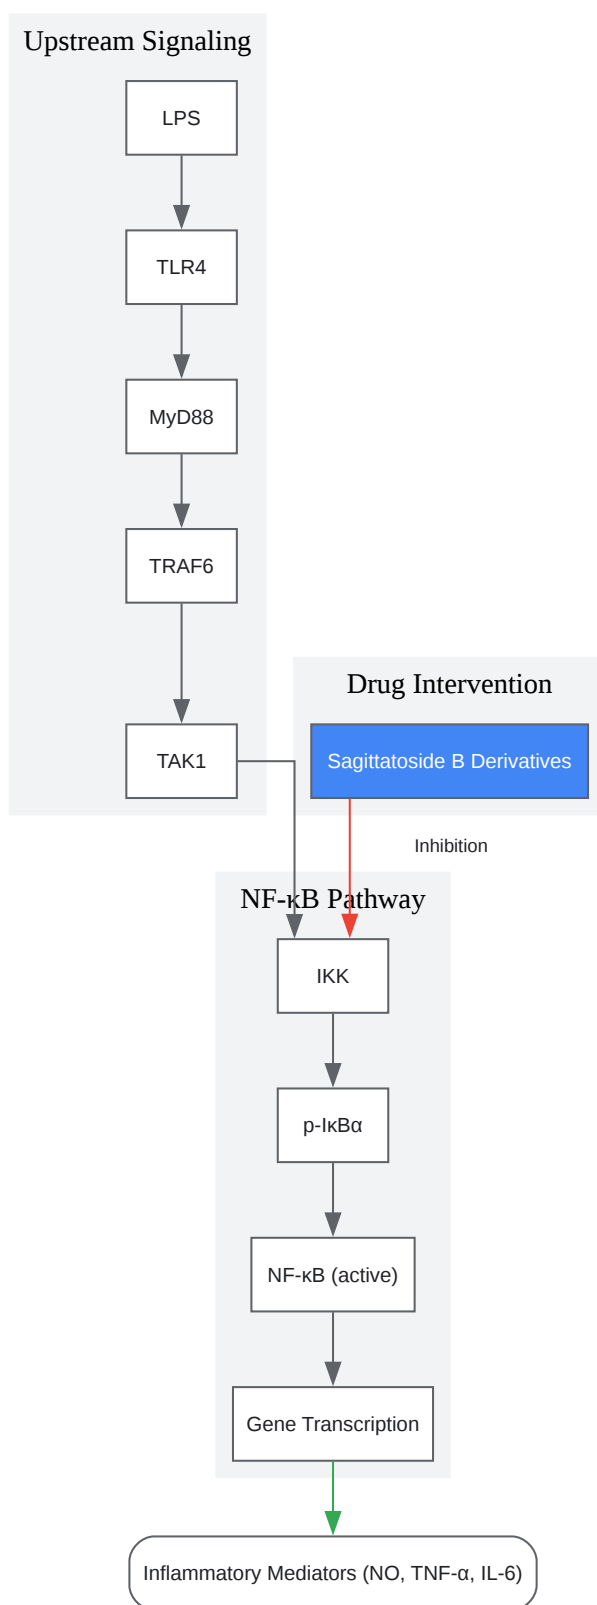 Upstream Signaling
LPS
TLR4
MyD88
TRAF6
TAK1
Drug Intervention
Sagittatoside B Derivatives
Inhibition
NF-κB Pathway
IKK
p-IκBα
NF-κB (active)
Gene Transcription
Inflammatory Mediators (NO, TNF-α, IL-6)